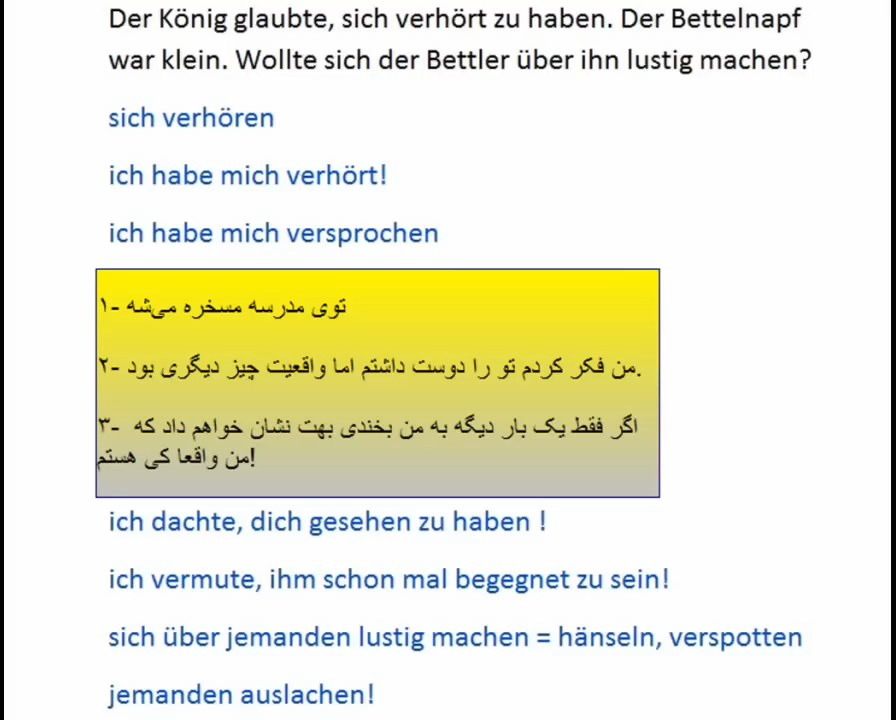 Der König glaubte, sich verhört zu haben. Der Bettelnapf
war klein. Wollte sich der Bettler über ihn lustig machen?
sich verhören
ich habe mich verhört!
ich habe mich versprochen
۱- توی مدرسه مسخره می‌شه
۲- من فکر کردم تو را دوست داشتم اما واقعیت چیز دیگری بود.
۳- اگر فقط یک بار دیگه به من بخندی بهت نشان خواهم داد که
من واقعا کی هستم!
ich dachte, dich gesehen zu haben !
ich vermute, ihm schon mal begegnet zu sein!
sich über jemanden lustig machen = hänseln, verspotten
jemanden auslachen!